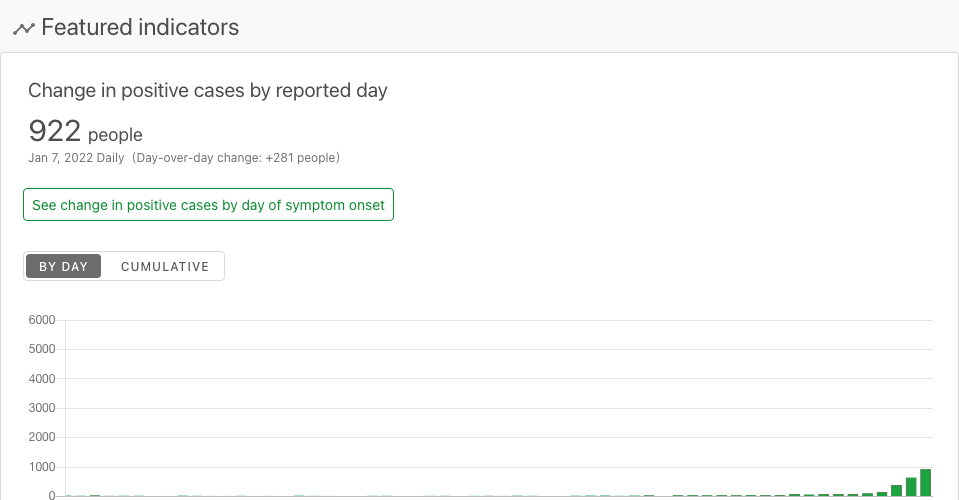 Featured indicators
Change in positive cases by reported day
922 people
Jan 7, 2022 Daily (Day-over-day change: +281 people)
See change in positive cases by day of symptom onset
BY DAY CUMULATIVE
6000
5000
4000
3000
2000
1000
0